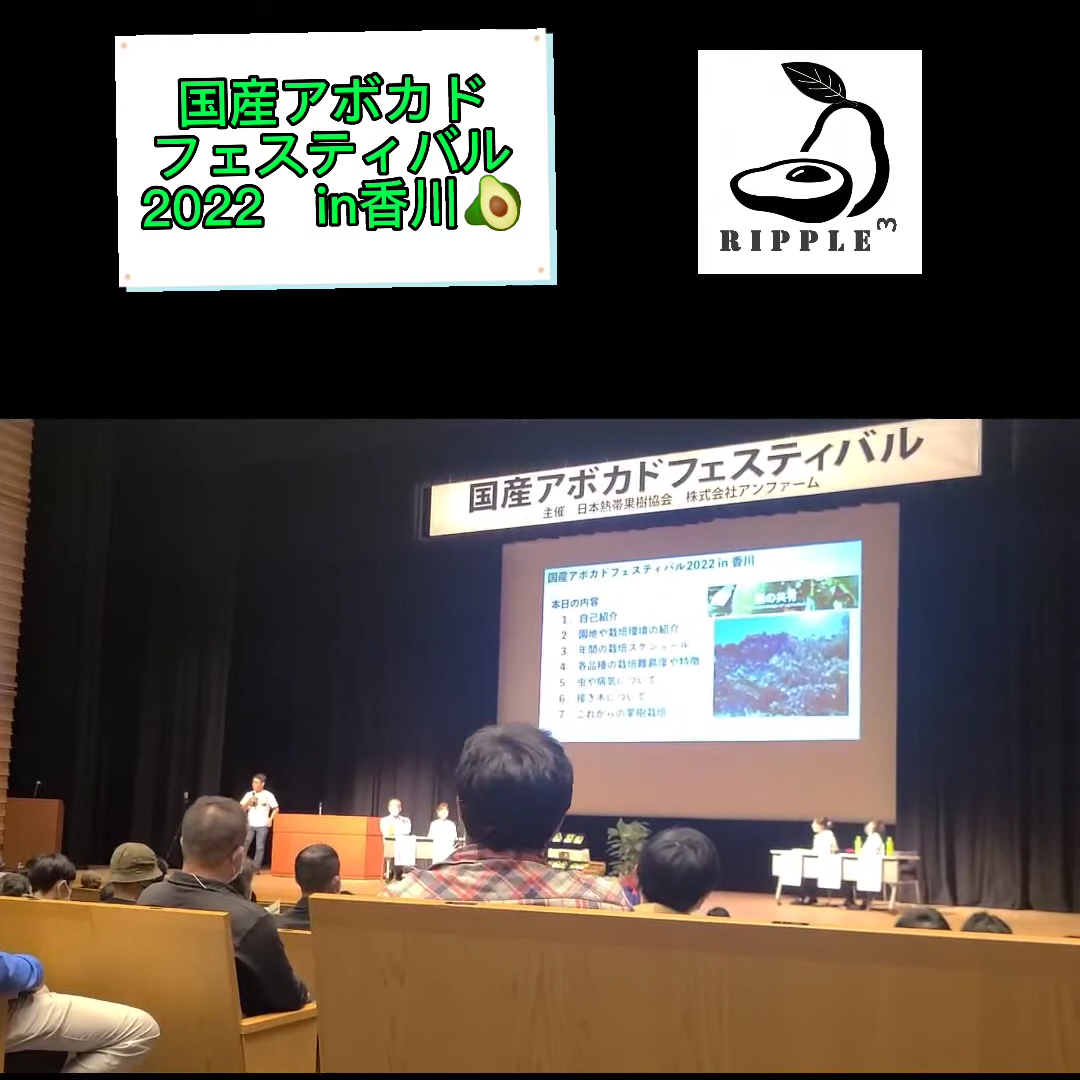 国産アボカド
フェスティバル
2022　in香川🥑
RIPPLE³
国産アボカドフェスティバル
主催　日本熱帯果樹協会　株式会社アンファーム
国産アボカドフェスティバル2022 in 香川
本日の内容
1. 自己紹介
2 園地や栽培環境の紹介
3. 年間の栽培スケジュール
4. 各品種の栽培難易度や特徴
5 虫や病気について
6. 接ぎ木について
7 これからの果樹栽培
の共有